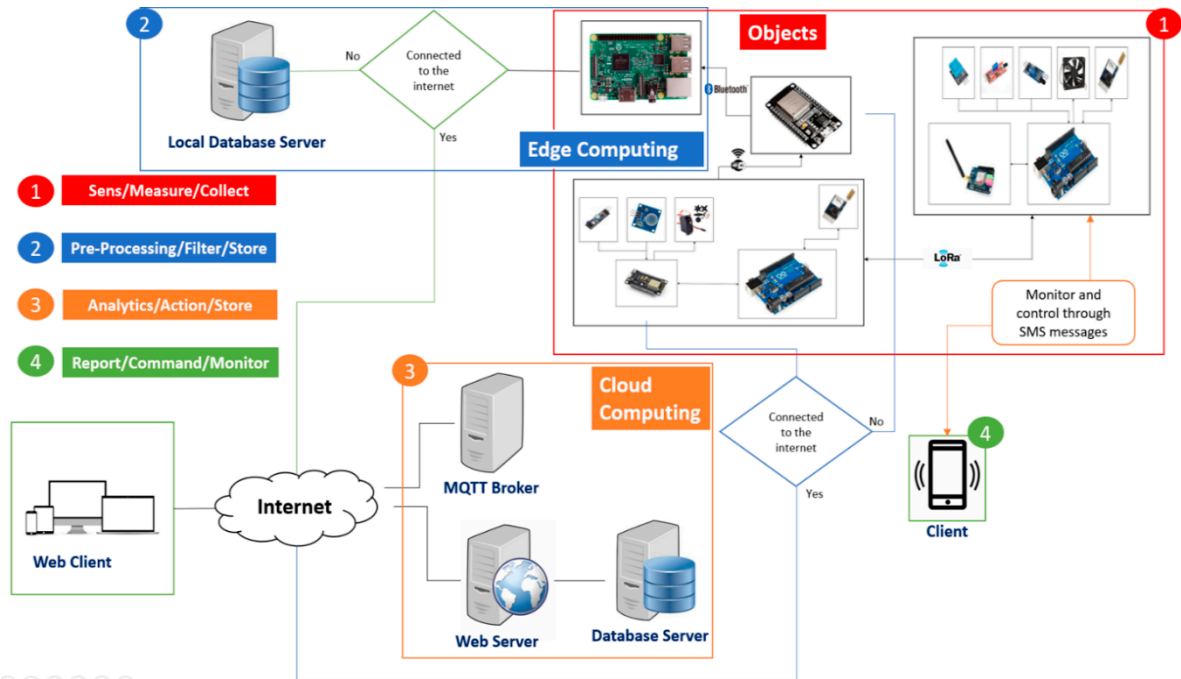 2
Objects
1
No
Connected
to the
internet
Bluetooth
Local Database Server
Yes
Edge Computing
1
Sens/Measure/Collect
2
Pre-Processing/Filter/Store
LoRa
3
Analytics/Action/Store
Monitor and
control through
SMS messages
4
Report/Command/Monitor
3
Cloud
Computing
Connected
to the
internet
No
4
MQTT Broker
Yes
Internet
Client
Web Client
Web Server
Database Server